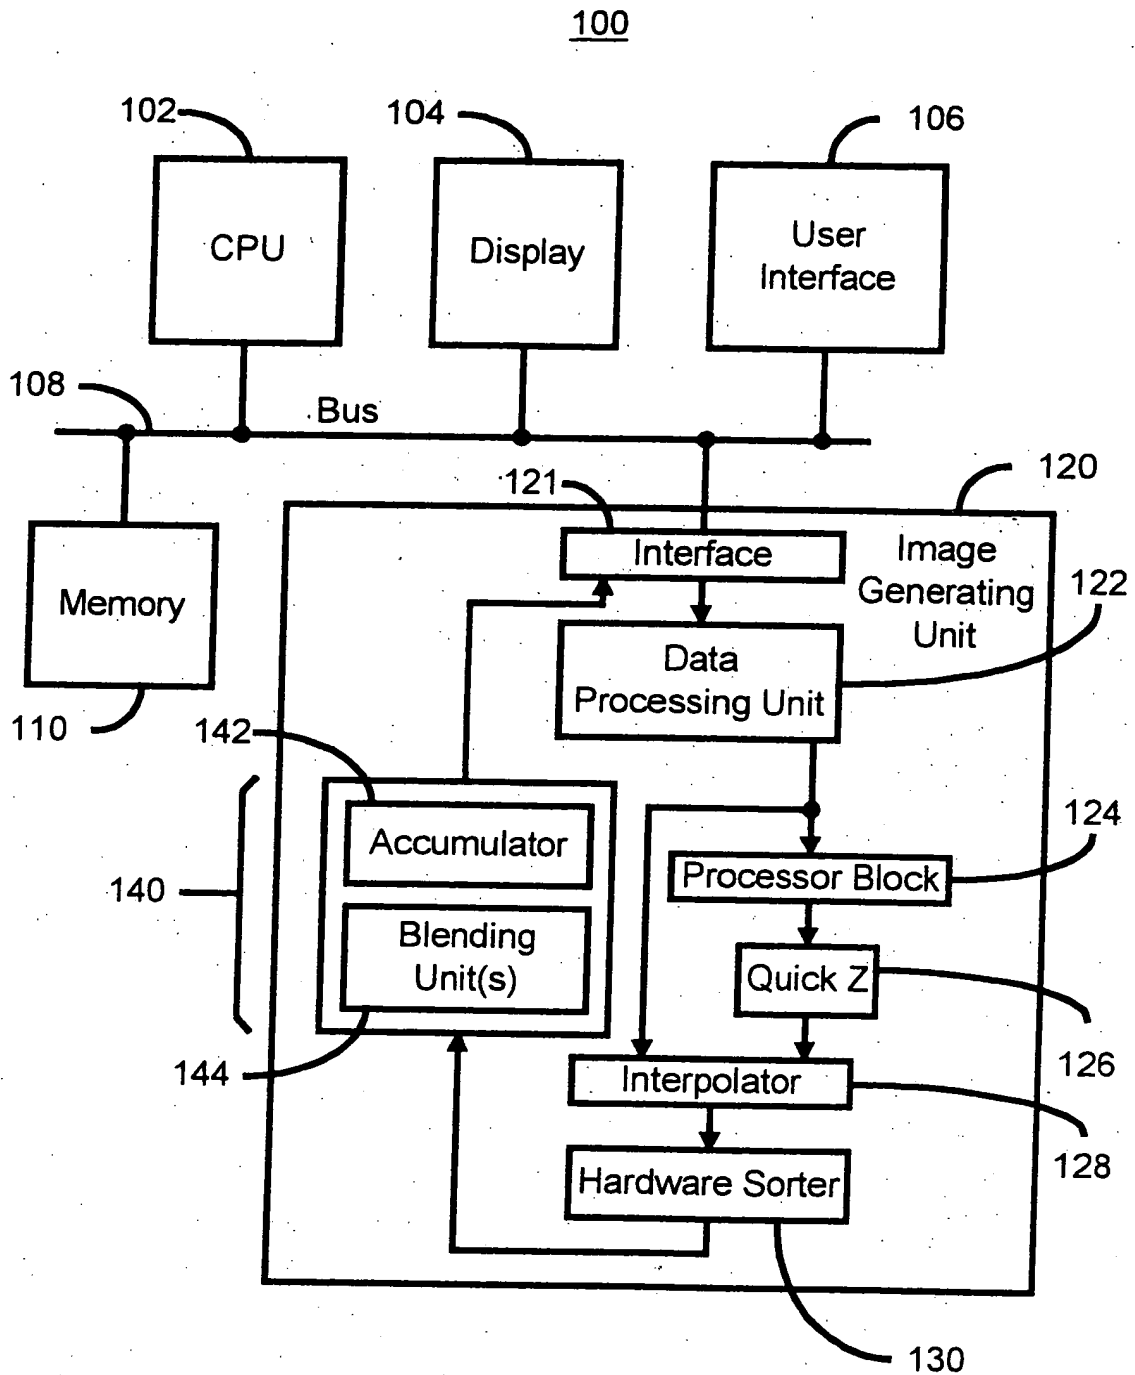 100
102
104
106
CPU
Display
User
Interface
108
Bus
121
120
Interface
Image
Generating
Unit
122
Memory
Data
Processing Unit
110
142
124
Accumulator
Processor Block
140
Blending
Unit(s)
Quick Z
144
126
Interpolator
128
Hardware Sorter
130